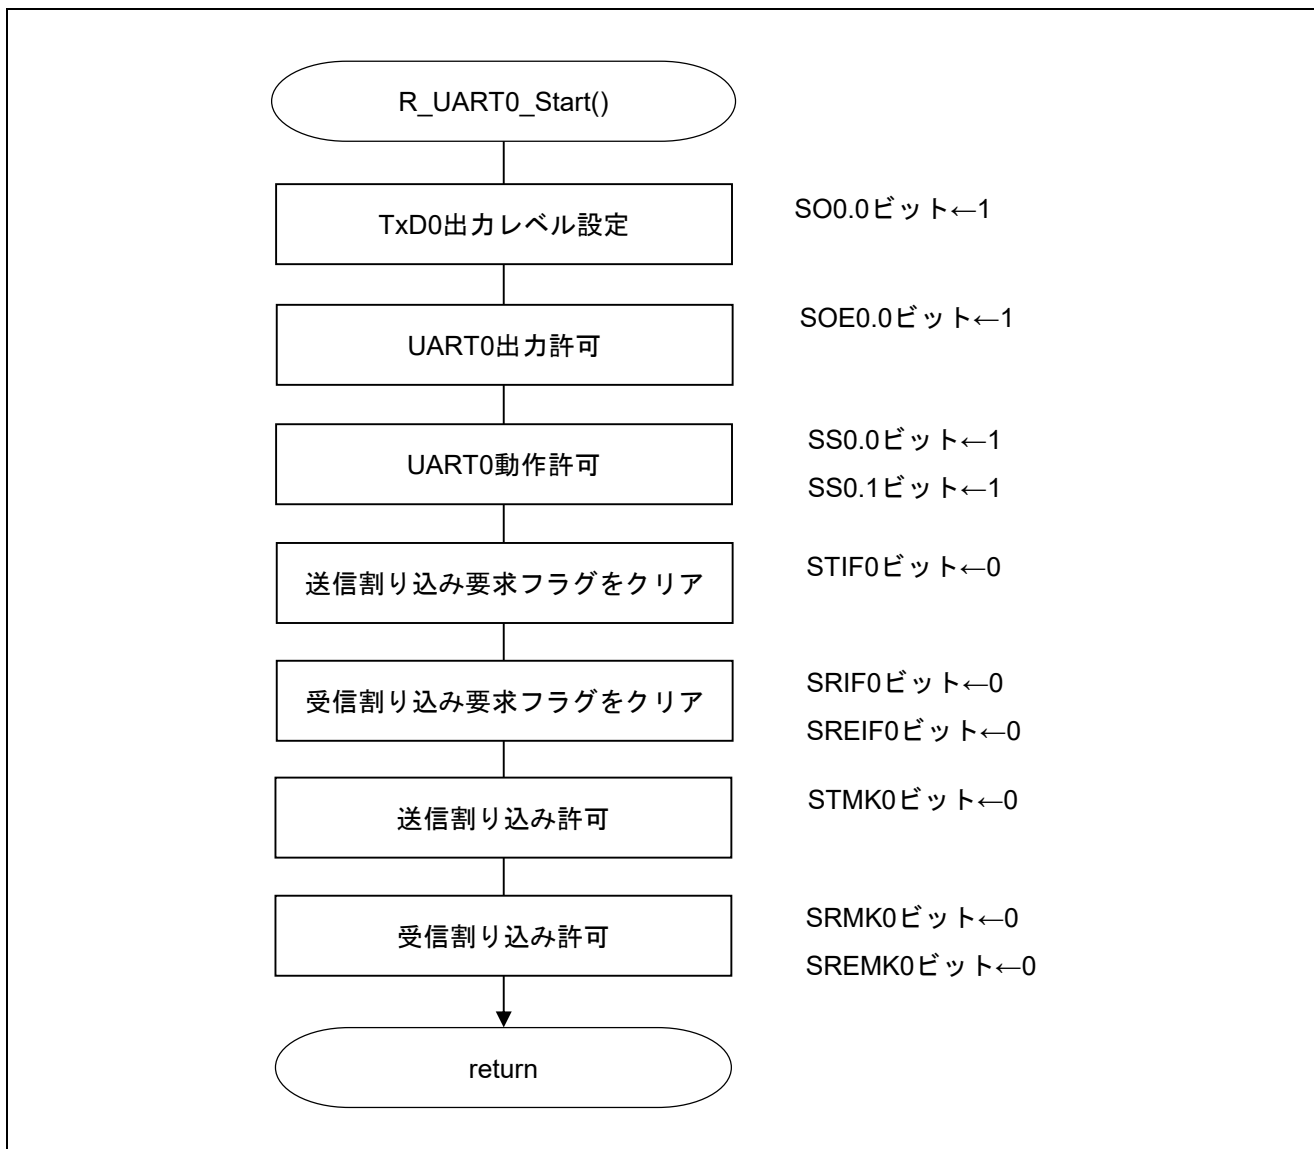 R_UART0_Start()
TxD0出力レベル設定
SO0.0ビット←1
UART0出力許可
SOE0.0ビット←1
UART0動作許可
SS0.0ビット←1
SS0.1ビット←1
送信割り込み要求フラグをクリア
STIF0ビット←0
受信割り込み要求フラグをクリア
SRIF0ビット←0
SREIF0ビット←0
送信割り込み許可
STMK0ビット←0
受信割り込み許可
SRMK0ビット←0
SREMK0ビット←0
return